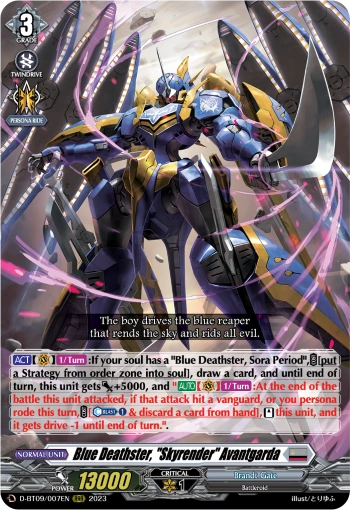 3
GRADE
TWINDRIVE
PERSONA RIDE
The boy drives the blue reaper
that rends the sky and rids all evil.
ACT 1/Turn :If your soul has a "Blue Deathster, Sora Period", [put
a Strategy from order zone into soul], draw a card, and until end of
turn, this unit gets +5000, and "AUTO 1/Turn :At the end of the
battle this unit attacked, if that attack hit a vanguard, or you persona
rode this turn, [COUNTER BLAST 1 & discard a card from hand], this unit, and
it gets drive -1 until end of turn.".
NORMAL UNIT Blue Deathster, "Skyrender" Avantgarda
POWER 13000 CRITICAL 1 Brandt Gate
Battleroid
D-BT09/007EN RRR 2023 illust/とりゆふ